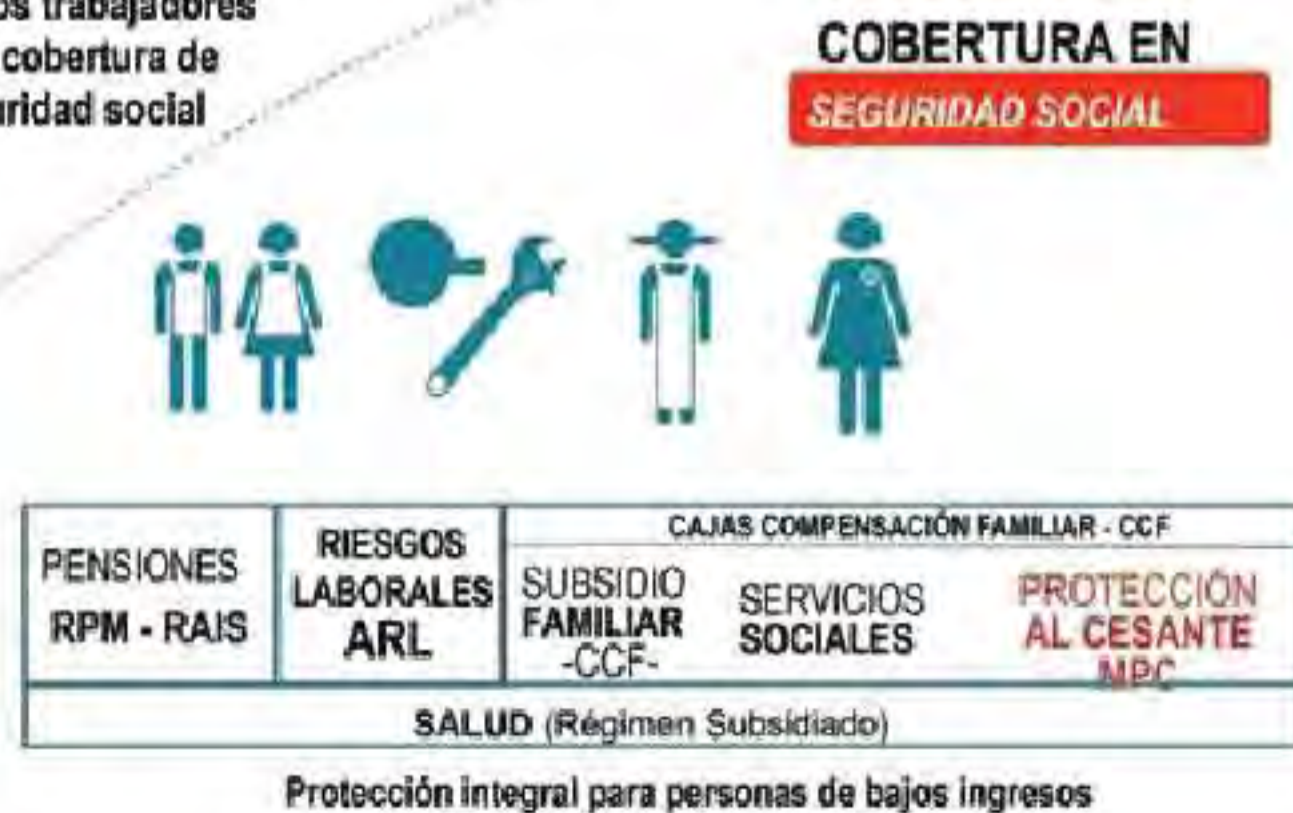 os trabajadores
cobertura de
uridad social
COBERTURA EN
SEGURIDAD SOCIAL
PENSIONES
RPM - RAIS
RIESGOS
LABORALES
ARL
CAJAS COMPENSACIÓN FAMILIAR - CCF
SUBSIDIO
FAMILIAR
-CCF-
SERVICIOS
SOCIALES
PROTECCIÓN
AL CESANTE
MPC
SALUD (Régimen Subsidiado)
Protección integral para personas de bajos ingresos